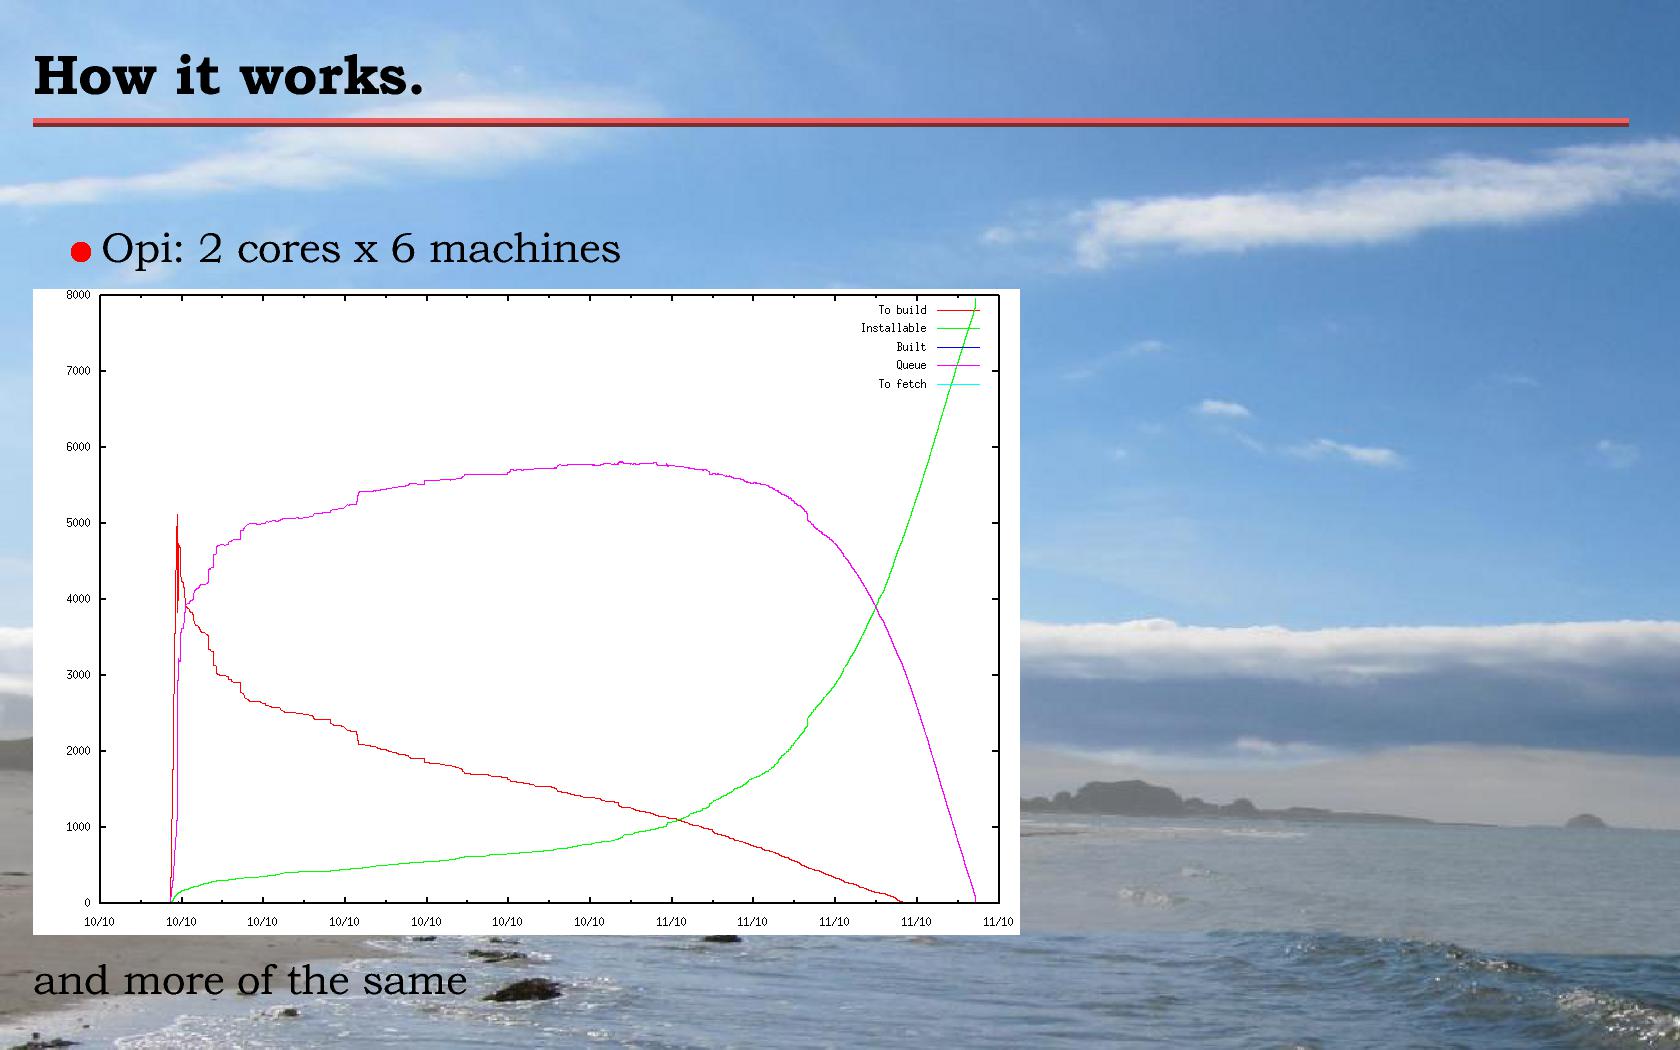 How it works.
Opi: 2 cores x 6 machines
8000
7000
6000
5000
4000
3000
2000
1000
0
To build
Installable
Built
Queue
To fetch
10/10 10/10 10/10 10/10 10/10 10/10 10/10 11/10 11/10 11/10 11/10 11/10
and more of the same